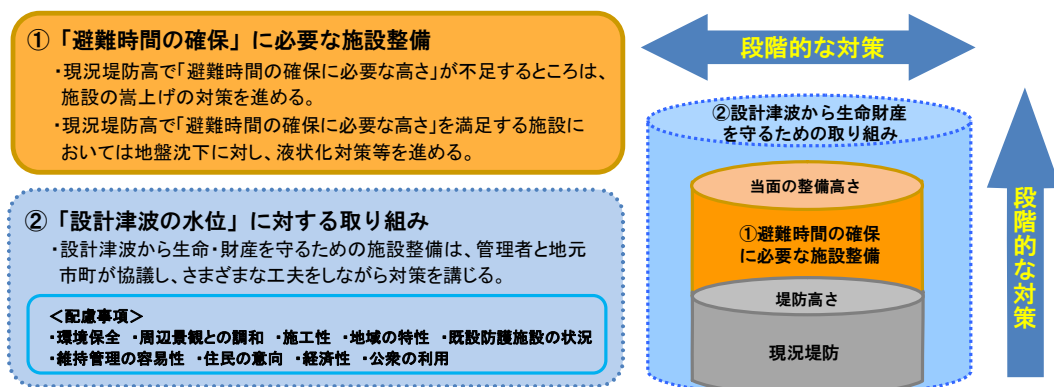 ①「避難時間の確保」に必要な施設整備
・現況堤防高で「避難時間の確保に必要な高さ」が不足するところは、
施設の嵩上げの対策を進める。
・現況堤防高で「避難時間の確保に必要な高さ」を満足する施設に
おいては地盤沈下に対し、液状化対策等を進める。
②「設計津波の水位」に対する取り組み
・設計津波から生命・財産を守るための施設整備は、管理者と地元
市町が協議し、さまざまな工夫をしながら対策を講じる。
＜配慮事項＞
・環境保全 ・周辺景観との調和 ・施工性 ・地域の特性 ・既設防護施設の状況
・維持管理の容易性 ・住民の意向 ・経済性 ・公衆の利用
段階的な対策
②設計津波から生命財産
を守るための取り組み
当面の整備高さ
①避難時間の確保
に必要な施設整備
堤防高さ
現況堤防
段階的な対策